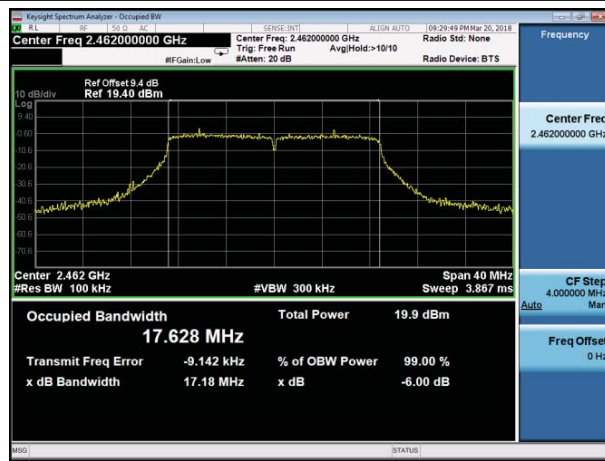 Keysight Spectrum Analyzer - Occupied BW
RL RF 50 Ω AC SENSE:INT ALIGN AUTO 09:29:49 PM Mar 20, 2018
Center Freq 2.462000000 GHz
Center Freq: 2.462000000 GHz
Radio Std: None
Trig: Free Run Avg|Hold:>10/10
#IFGain:Low #Atten: 20 dB Radio Device: BTS
Frequency
Ref Offset 9.4 dB
10 dB/div Ref 19.40 dBm
Log
9.40
-0.60
-10.6
-20.6
-30.6
-40.6
-50.6
-60.6
-70.6
Center Freq
2.462000000 GHz
Center 2.462 GHz Span 40 MHz
#Res BW 100 kHz #VBW 300 kHz Sweep 3.867 ms
CF Step
4.000000 MHz
Auto Man
Occupied Bandwidth Total Power 19.9 dBm
17.628 MHz
Transmit Freq Error -9.142 kHz % of OBW Power 99.00 %
x dB Bandwidth 17.18 MHz x dB -6.00 dB
Freq Offset
0 Hz
MSG STATUS